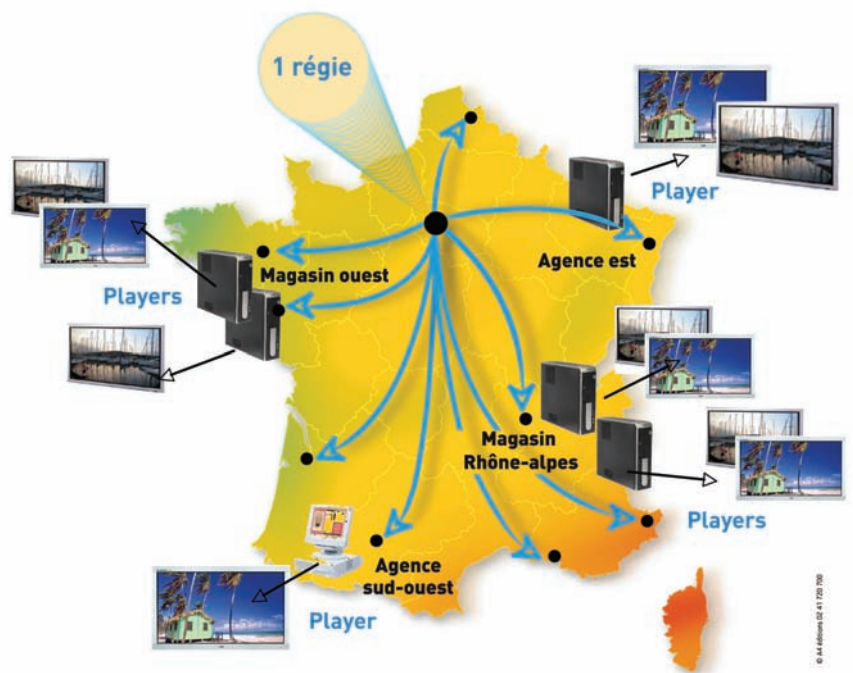 1 régie
Player
Magasin ouest
Agence est
Players
Magasin
Rhône-alpes
Players
Agence
sud-ouest
Player
© A4 éditions 02 41 720 700